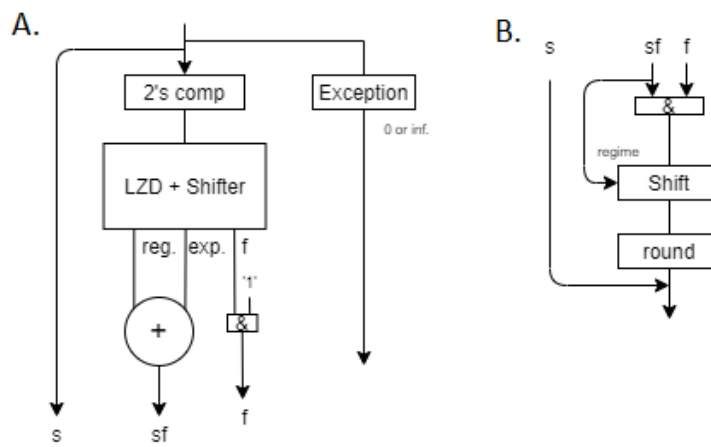 A.
2's comp
Exception
0 or inf.
LZD + Shifter
reg. exp. f
'1'
+
&
s sf f
B.
s sf f
&
regime
Shift
round